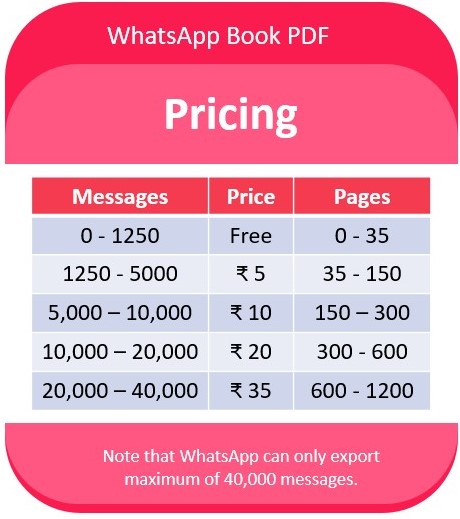 WhatsApp Book PDF
Pricing
Messages Price Pages
0 - 1250 Free 0 - 35
1250 - 5000 ₹ 5 35 - 150
5,000 – 10,000 ₹ 10 150 – 300
10,000 – 20,000 ₹ 20 300 - 600
20,000 – 40,000 ₹ 35 600 - 1200
Note that WhatsApp can only export
maximum of 40,000 messages.